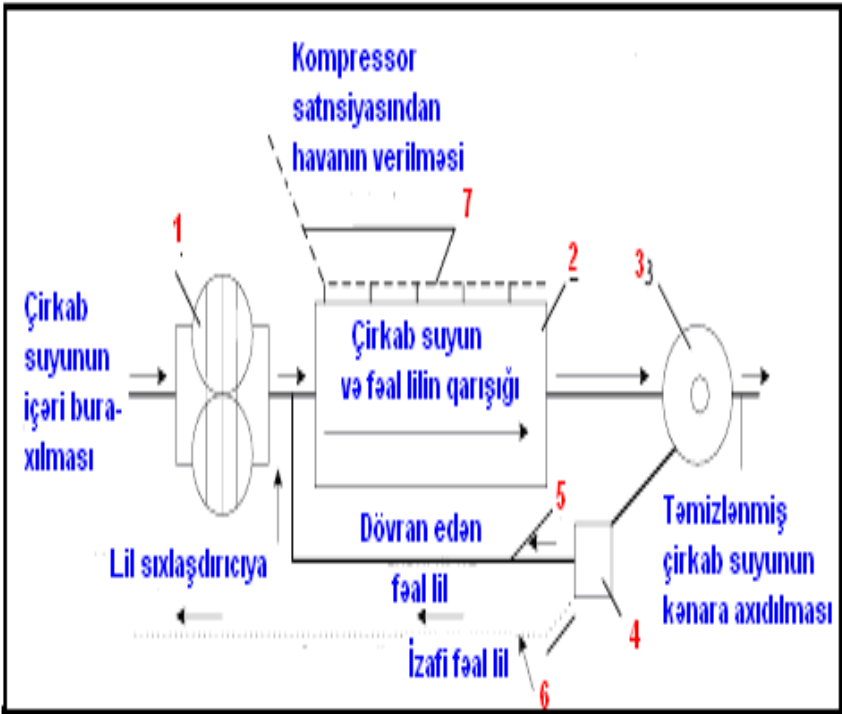 Kompressor
satnsiyasından
havanın verilməsi
7
1
2
3
3
Çirkab
suyunun
içəri bura-
xılması
Çirkab suyun
və fəal lilin qarışığı
5
Dövran edən
fəal lil
Lil sıxlaşdırıcıya
Təmizlənmiş
çirkab suyunun
kənara axıdılması
4
İzafi fəal lil
6